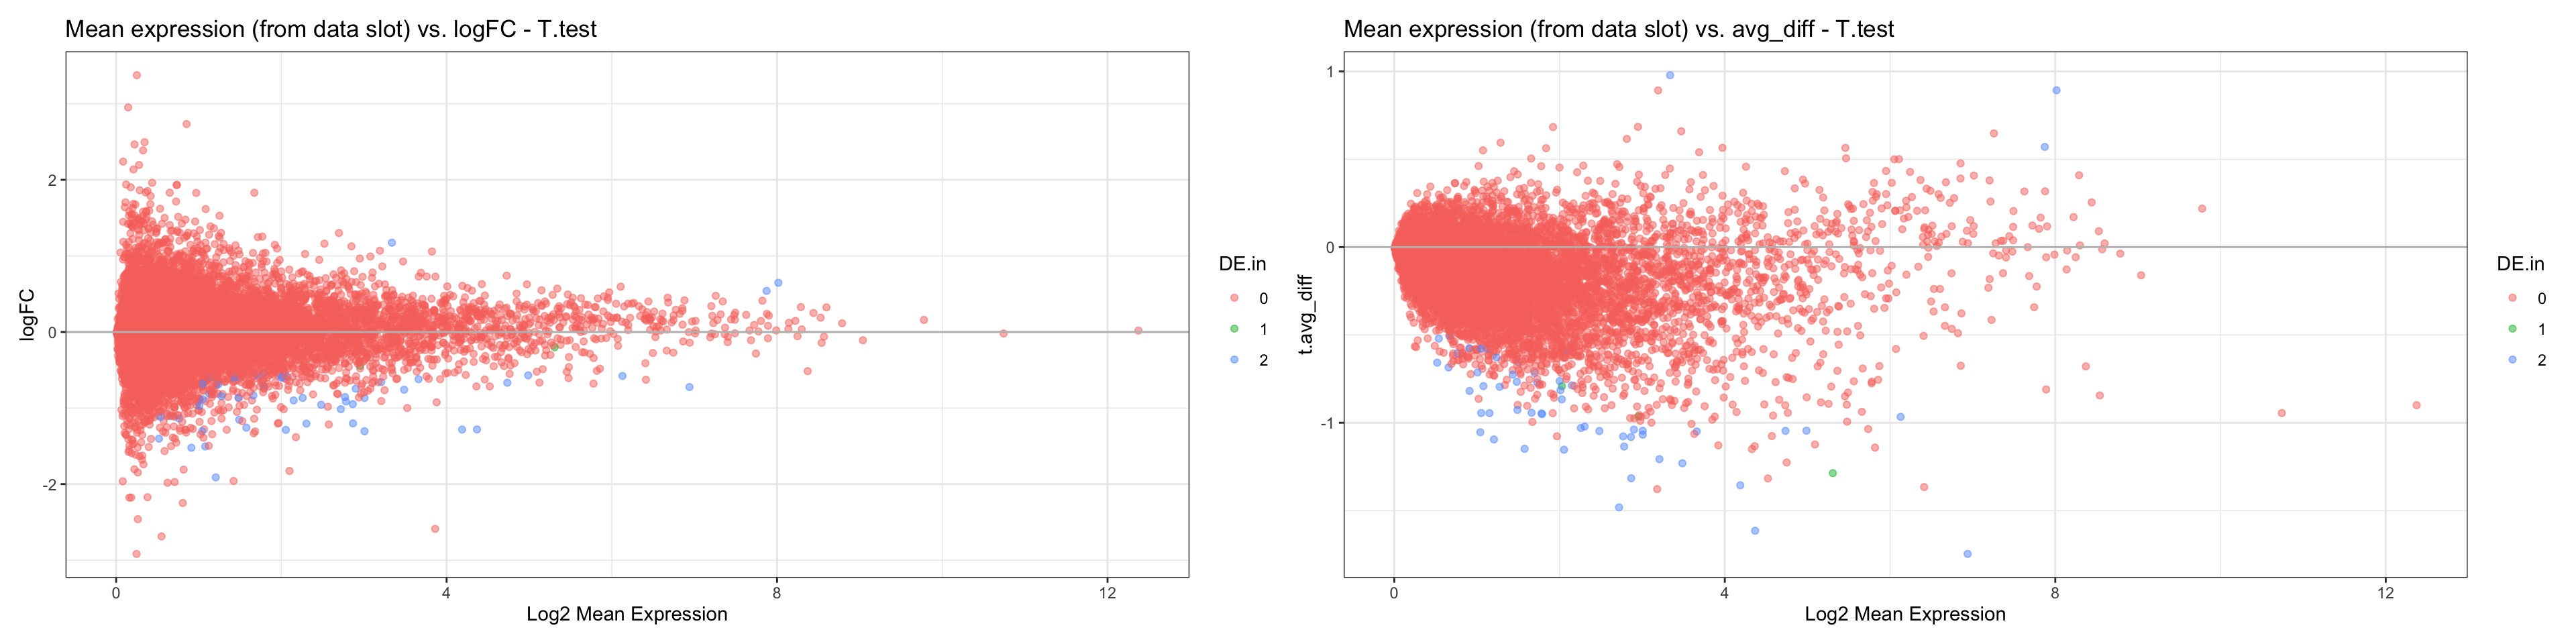 Mean expression (from data slot) vs. logFC - T.test
2
0
-2
logFC
0
4
8
12
Log2 Mean Expression
DE.in
0
1
2
Mean expression (from data slot) vs. avg_diff - T.test
1
0
-1
t.avg_diff
0
4
8
12
Log2 Mean Expression
DE.in
0
1
2